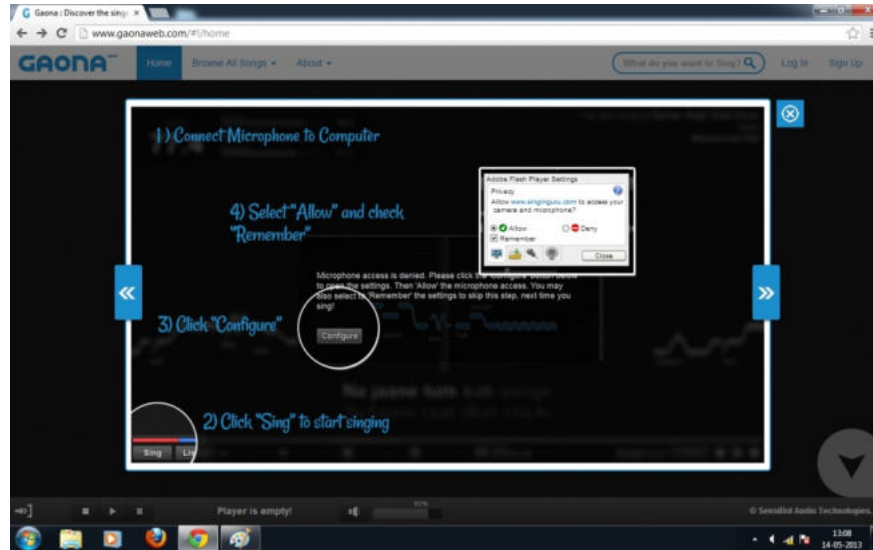 Gaona : Discover the sing
www.gaonaweb.com/#!/home
GAONA
Home Browse All Songs About What do you want to Sing? Log In Sign Up
1) Connect Microphone to Computer
Adobe Flash Player Settings
Privacy
Allow www.singinguru.com to access your
camera and microphone?
Allow Deny
Remember
Close
4) Select "Allow" and check
"Remember"
Microphone access is denied. Please click the "Configure" button below
to open the settings. Then 'Allow' the microphone access. You may
also select to 'Remember' the settings to skip this step, next time you
sing!
3) Click "Configure"
Configure
Na jaane tum kab
2) Click "Sing" to start singing
Sing Lis
Player is empty!
© Sensibol Audio Technologies.
13:08
14-05-2013